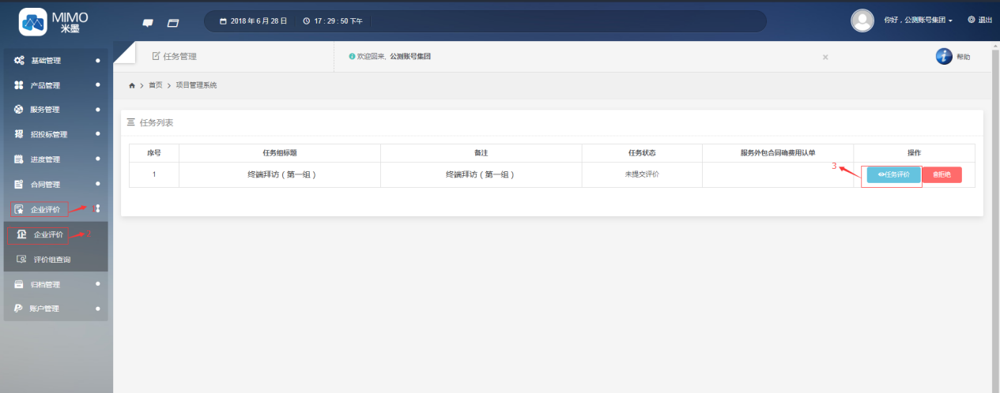 MIMO
米墨
2018 年 6 月 28 日 17 : 29 : 50 下午
你好，公测账号集团
退出
基础管理
产品管理
服务管理
招投标管理
进度管理
合同管理
企业评价
1
企业评价
2
评价组查询
归档管理
账户管理
任务管理
欢迎回来, 公测账号集团
×
帮助
首页 > 项目管理系统
任务列表
序号 任务组标题 备注 任务状态 服务外包合同确费用认单 操作
1 终端拜访（第一组） 终端拜访（第一组） 未提交评价 3 任务评价 拒绝